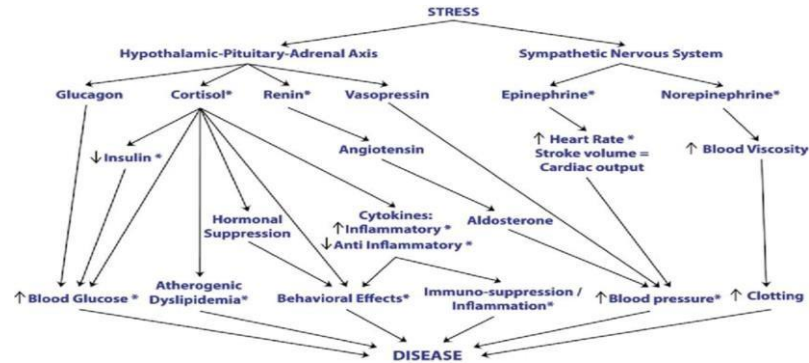 STRESS
Hypothalamic-Pituitary-Adrenal Axis
Sympathetic Nervous System
Glucagon
Cortisol*
Renin*
Vasopressin
Epinephrine*
Norepinephrine*
↓ Insulin *
Angiotensin
↑ Heart Rate *
Stroke volume =
Cardiac output
↑ Blood Viscosity
Hormonal
Suppression
Cytokines:
↑ Inflammatory *
↓ Anti Inflammatory *
Aldosterone
↑ Blood Glucose *
Atherogenic
Dyslipidemia*
Behavioral Effects*
Immuno-suppression /
Inflammation*
↑ Blood pressure*
↑ Clotting
DISEASE